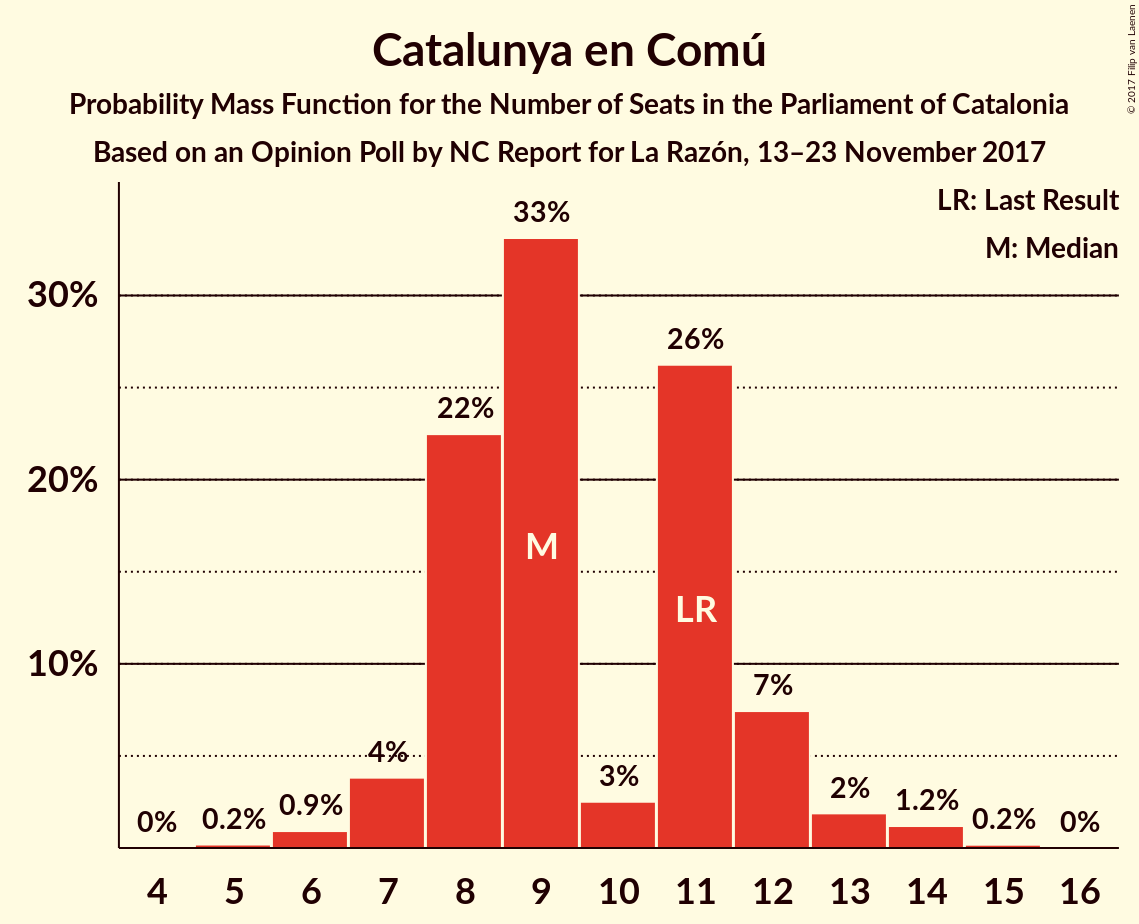 Catalunya en Comú
Probability Mass Function for the Number of Seats in the Parliament of Catalonia
Based on an Opinion Poll by NC Report for La Razón, 13–23 November 2017
© 2017 Filip van Laenen
LR: Last Result
M: Median
33%
30%
26%
22%
20%
M
LR
10%
7%
4%
3%
2%
1.2%
0.9%
0% 0.2% 0.2% 0%
4 5 6 7 8 9 10 11 12 13 14 15 16